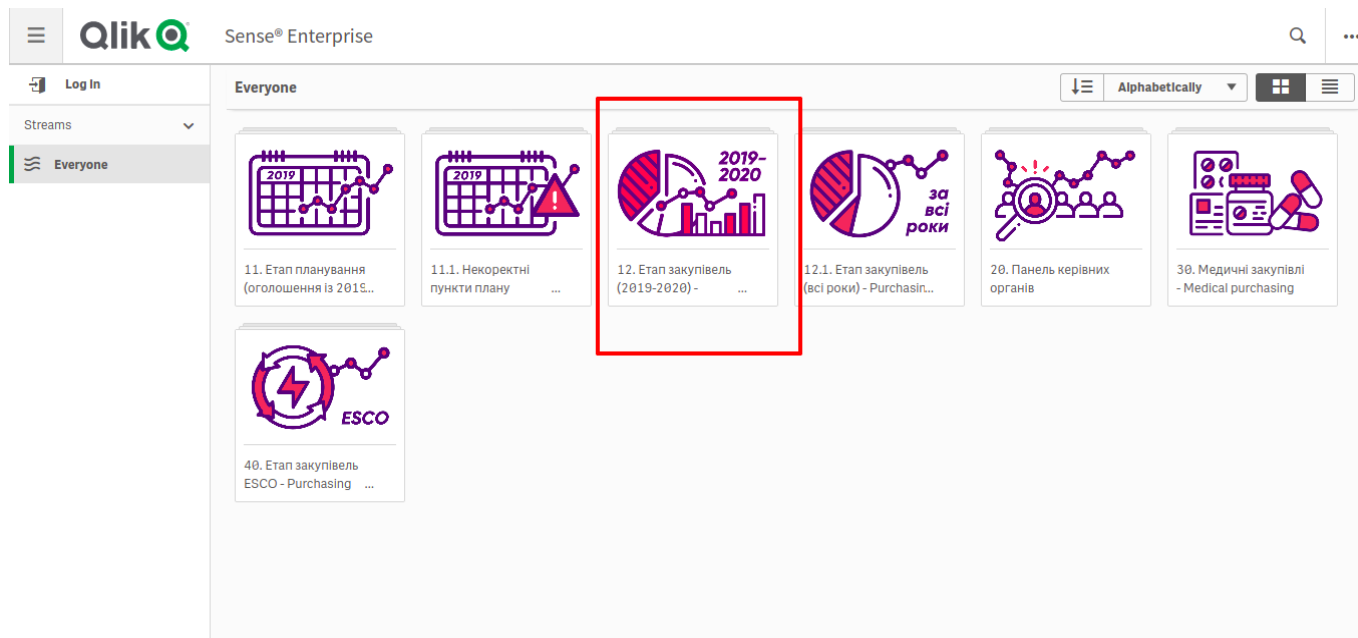 Qlik
Sense® Enterprise
Log In
Everyone
Alphabetically
Streams
Everyone
2019
2019
2019-
2020
за
всі
роки
11. Етап планування
(оголошення із 2019...
11.1. Некоректні
пункти плану ...
12. Етап закупівель
(2019-2020) - ...
12.1. Етап закупівель
(всі роки) - Purchasin...
20. Панель керівних
органів
30. Медичні закупівлі
- Medical purchasing
ESCO
40. Етап закупівель
ESCO - Purchasing ...